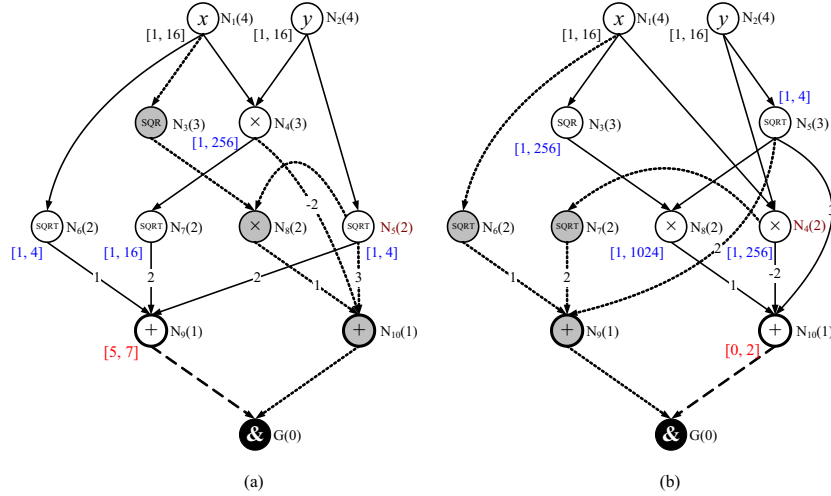 x N₁(4) y N₂(4)
[1, 16] [1, 16]
SQR N₃(3) × N₄(3)
[1, 256]
-2
SQRT N₆(2) SQRT N₇(2) × N₈(2) SQRT N₅(2)
[1, 4] [1, 16] [1, 4]
1 2 2 1 3
+ N₉(1) + N₁₀(1)
[5, 7]
& G(0)
(a)
x N₁(4) y N₂(4)
[1, 16] [1, 16]
[1, 4]
SQR N₃(3) SQRT N₅(3)
[1, 256]
3
SQRT N₆(2) SQRT N₇(2) × N₈(2) × N₄(2)
[1, 1024] 2 [1, 256]
1 2 1 -2
+ N₉(1) + N₁₀(1)
[0, 2]
& G(0)
(b)